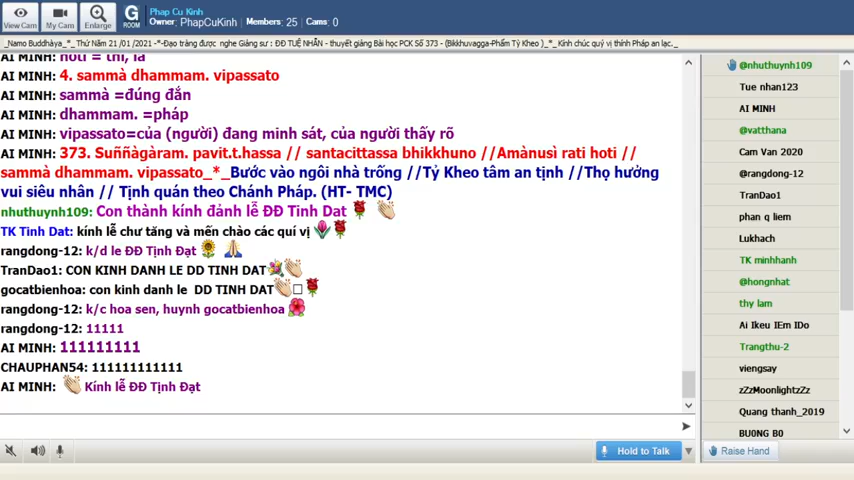 View Cam
My Cam
Enlarge
G
ROOM
Phap Cu Kinh
Owner: PhapCuKinh Members: 25 Cams: 0
_Namo Buddhàya_*_ Thứ Năm 21 /01 /2021 -*-Đạo tràng được nghe Giảng sư : ĐĐ TUỆ NHÂN - thuyết giảng Bài học PCK Số 373 - (Bikkhuvagga-Phẩm Tỳ Kheo )_*_ Kính chúc quý vị thính Pháp an lạc._
AI MINH: hoti = thì, là
AI MINH: 4. sammà dhammam. vipassato
AI MINH: sammà =đúng đắn
AI MINH: dhammam. =pháp
AI MINH: vipassato=của (người) đang minh sát, của người thấy rõ
AI MINH: 373. Suññàgàram. pavit.t.hassa // santacittassa bhikkhuno //Amànusì rati hoti //
sammà dhammam. vipassato_*_Bước vào ngôi nhà trống //Tỷ Kheo tâm an tịnh //Thọ hưởng
vui siêu nhân // Tịnh quán theo Chánh Pháp. (HT- TMC)
nhuthuynh109: Con thành kính đảnh lễ ĐĐ Tinh Dat
TK Tinh Dat: kính lễ chư tăng và mến chào các quí vị
rangdong-12: k/d le ĐĐ Tịnh Đạt
TranDao1: CON KINH DANH LE DD TINH DAT
gocatbienhoa: con kinh danh le DD TINH DAT
rangdong-12: k/c hoa sen, huynh gocatbienhoa
rangdong-12: 11111
AI MINH: 111111111
CHAUPHAN54: 111111111111
AI MINH: Kính lễ ĐĐ Tịnh Đạt
Hold to Talk
@nhuthuynh109
Tue nhan123
AI MINH
@vatthana
Cam Van 2020
@rangdong-12
TranDao1
phan q liem
Lukhach
TK minhhanh
@hongnhat
thy lam
Ai lkeu IEm IDo
Trangthu-2
viengsay
zZzMoonlightzZz
Quang thanh_2019
BU0NG B0
Raise Hand